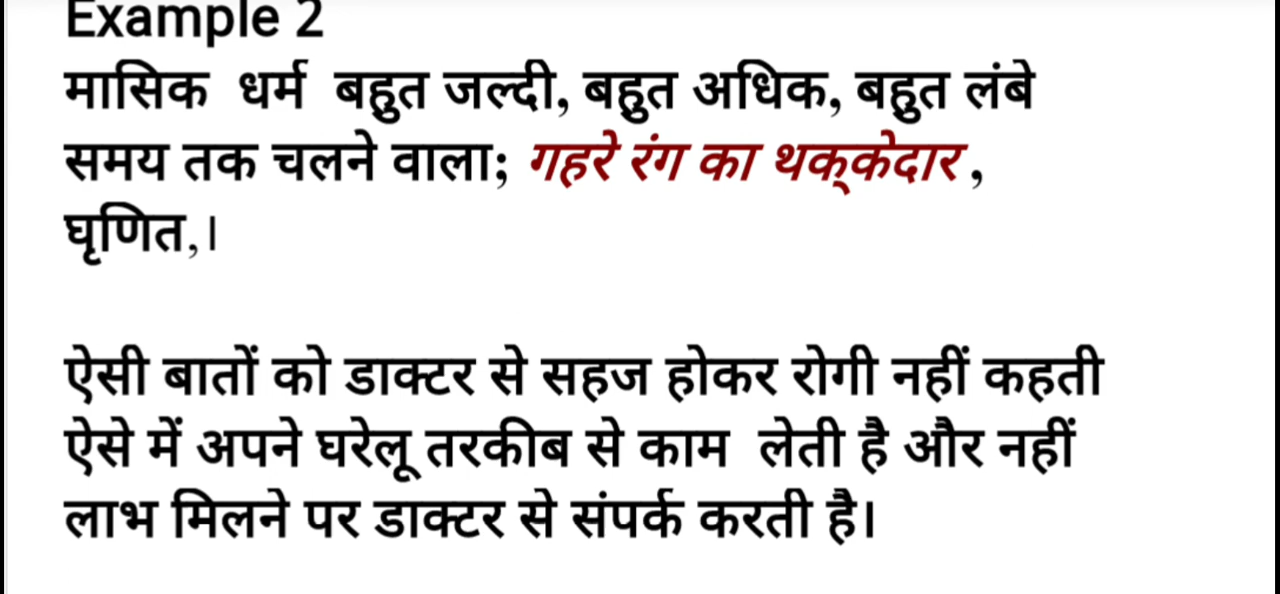 Example 2
मासिक धर्म बहुत जल्दी, बहुत अधिक, बहुत लंबे
समय तक चलने वाला; गहरे रंग का थक्‌केदार,
घृणित,।
ऐसी बातों को डाक्टर से सहज होकर रोगी नहीं कहती
ऐसे में अपने घरेलू तरकीब से काम लेती है और नहीं
लाभ मिलने पर डाक्टर से संपर्क करती है।